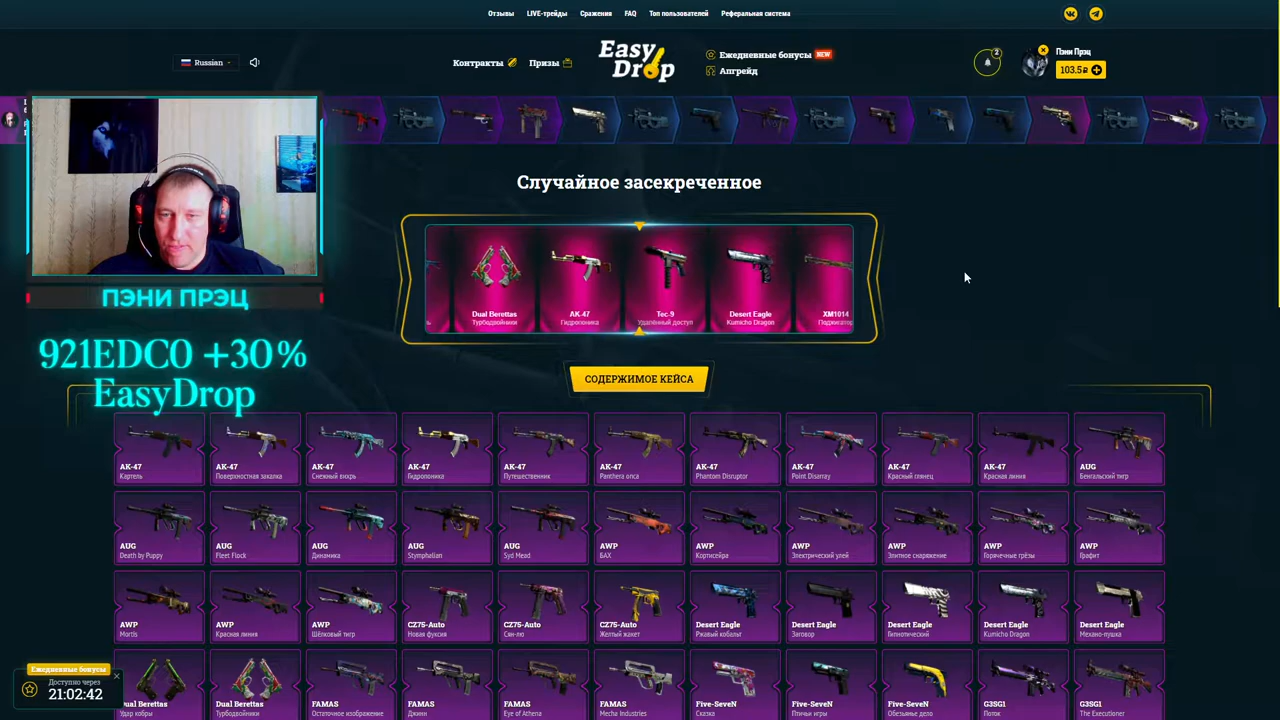 Отзывы LIVE-трейды Сражения FAQ Топ пользователей Реферальная система
Russian
Контракты Призы
Easy Drop
Ежедневные бонусы NEW
Апгрейд
2
Пэни Прэц
103.5₽
Случайное засекреченное
Dual Berettas
Турбодвойники
AK-47
Гидропоника
Tec-9
Удалённый доступ
Desert Eagle
Kumicho Dragon
XM1014
Поджигатор
СОДЕРЖИМОЕ КЕЙСА
ПЭНИ ПРЭЦ
921EDCO +30%
EasyDrop
AK-47 AK-47 AK-47 AK-47 AK-47 AK-47 AK-47 AK-47 AK-47 AK-47 AUG
Картель Поверхностная закалка Снежный вихрь Гидропоника Путешественник Panthera onca Phantom Disruptor Point Disarray Красный глянец Красная линия Бенгальский тигр
AUG AUG AUG AUG AUG AWP AWP AWP AWP AWP AWP
Death by Puppy Fleet Flock Динамика Stymphalian Syd Mead БАХ Кортисейра Электрический улей Элитное снаряжение Горячечные грёзы Графит
AWP AWP AWP CZ75-Auto CZ75-Auto CZ75-Auto Desert Eagle Desert Eagle Desert Eagle Desert Eagle Desert Eagle
Mortis Красная линия Шёлковый тигр Новая фуксия Сян-лю Желтый жакет Ржавый кобальт Заговор Гипнотический Kumicho Dragon Механо-пушка
Dual Berettas Dual Berettas FAMAS FAMAS FAMAS FAMAS Five-SeveN Five-SeveN Five-SeveN G3SG1 G3SG1
Удар кобры Турбодвойники Остаточное изображение Джинн Eye of Athena Mecha Industries Сказка Птичьи игры Обезьянье дело Поток The Executioner
Ежедневные бонусы
Доступно через
21:02:42